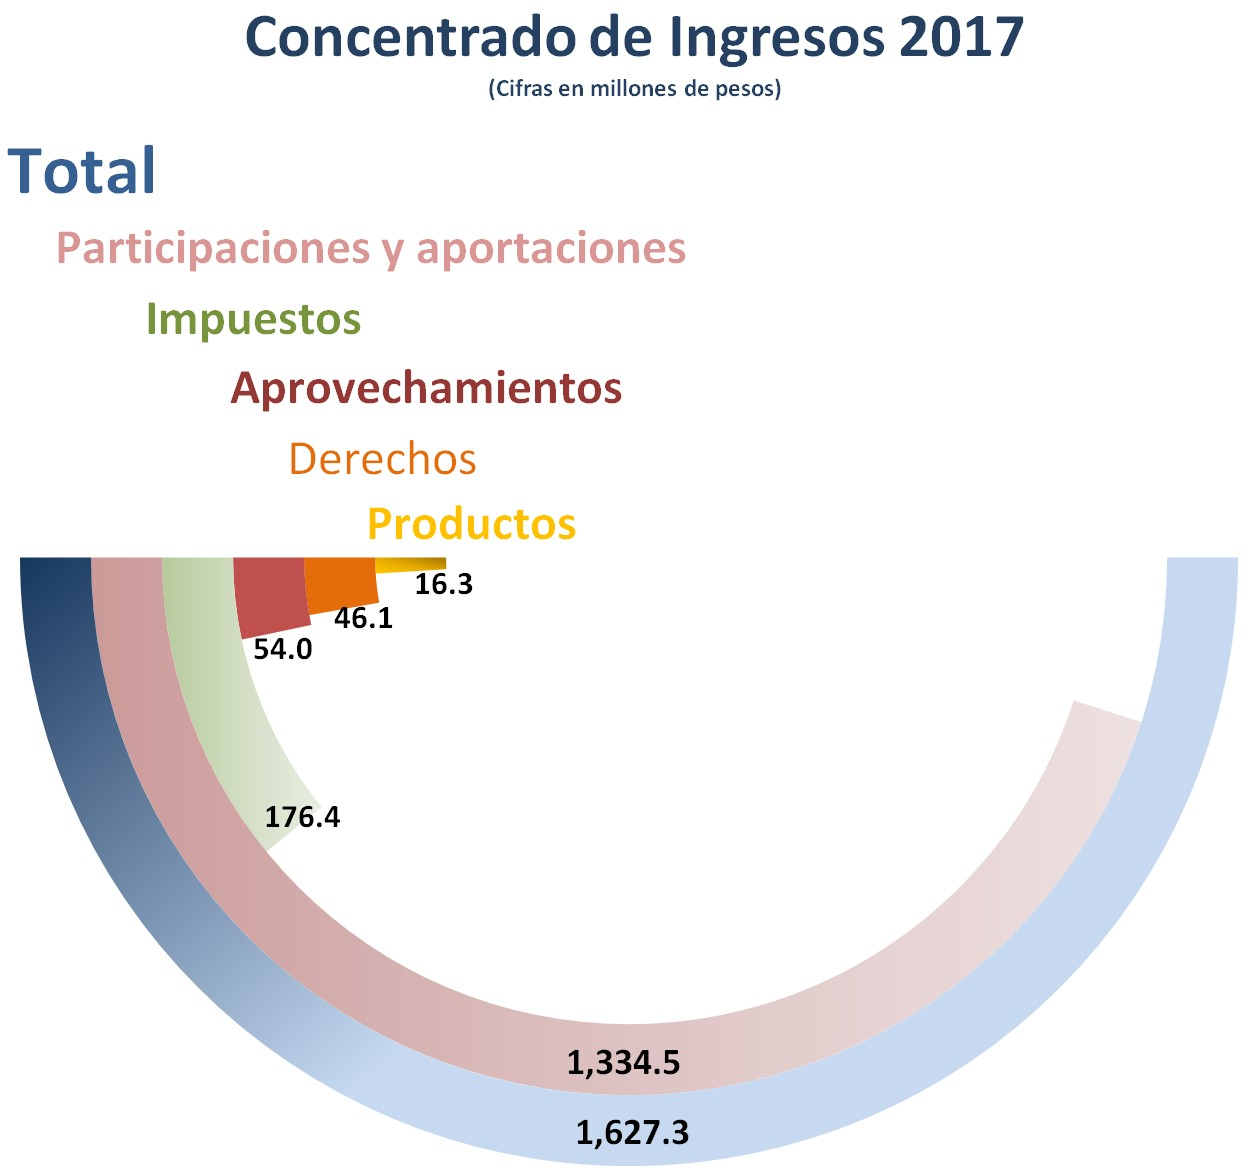 Concentrado de Ingresos 2017
(Cifras en millones de pesos)
Total
Participaciones y aportaciones
Impuestos
Aprovechamientos
Derechos
Productos
16.3
46.1
54.0
176.4
1,334.5
1,627.3